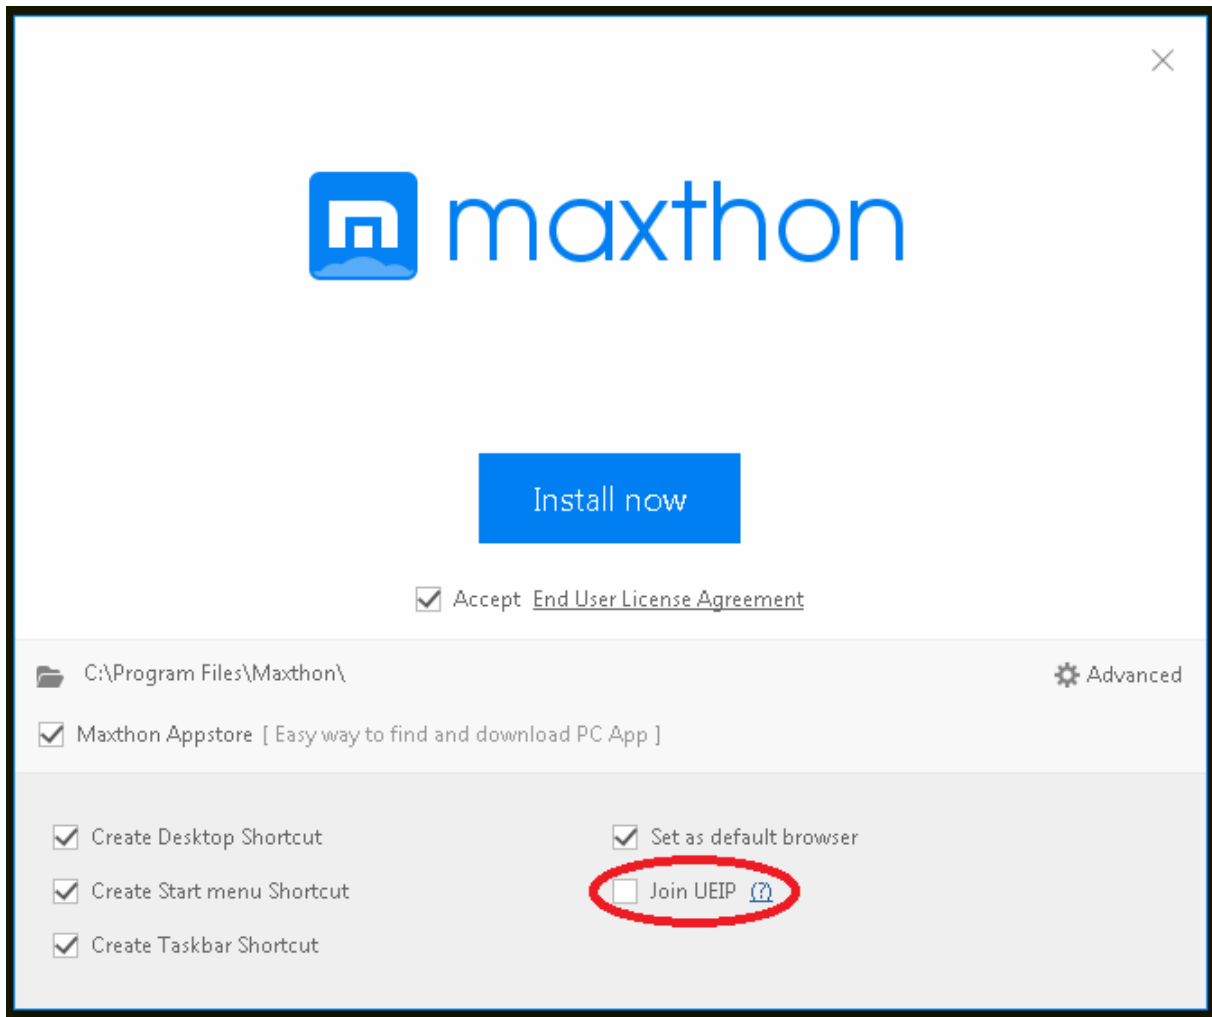 maxthon
Install now
Accept End User License Agreement
C:\Program Files\Maxthon\
Advanced
Maxthon Appstore [ Easy way to find and download PC App ]
Create Desktop Shortcut
Set as default browser
Create Start menu Shortcut
Join UEIP (?)
Create Taskbar Shortcut